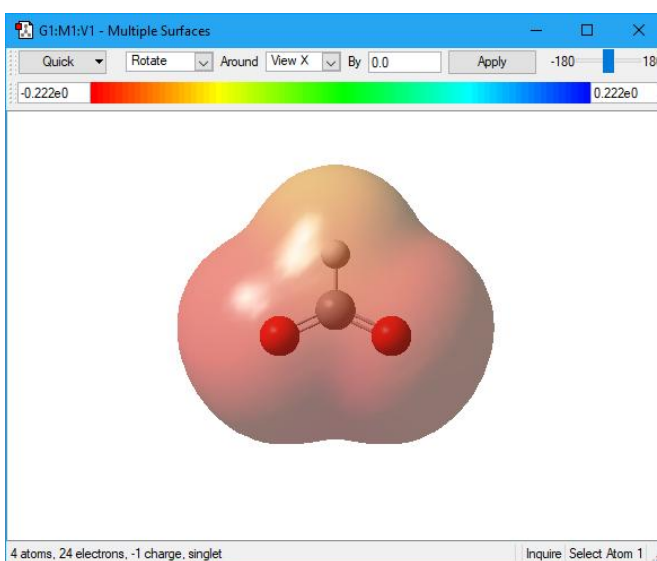 G1:M1:V1 - Multiple Surfaces
Quick Rotate Around View X By 0.0 Apply -180 180
-0.222e0 0.222e0
4 atoms, 24 electrons, -1 charge, singlet Inquire Select Atom 1